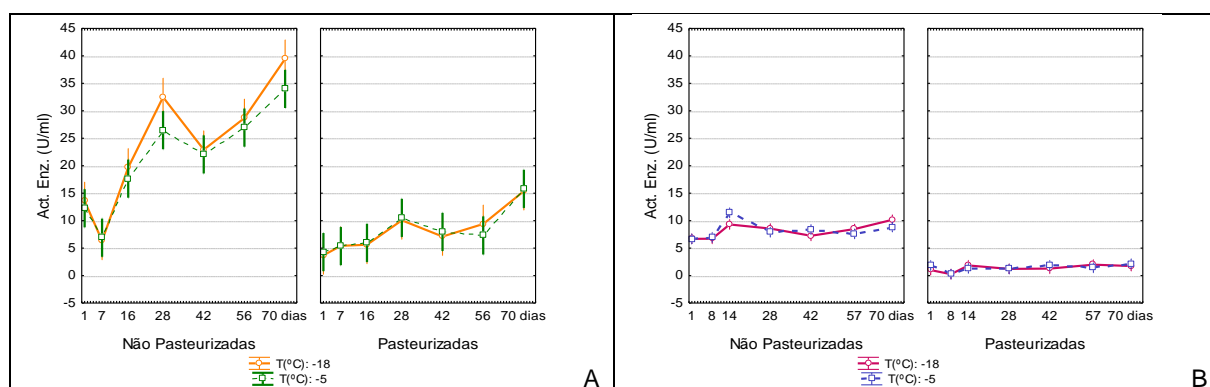 Act. Enz. (U/ml)
45
40
35
30
25
20
15
10
5
0
-5
1 7 16 28 42 56 70 dias
Não Pasteurizadas
1 7 16 28 42 56 70 dias
Pasteurizadas
T(ºC): -18
T(ºC): -5
A
Act. Enz. (U/ml)
45
40
35
30
25
20
15
10
5
0
-5
1 8 14 28 42 57 70 dias
Não Pasteurizadas
1 8 14 28 42 57 70 dias
Pasteurizadas
T(ºC): -18
T(ºC): -5
B